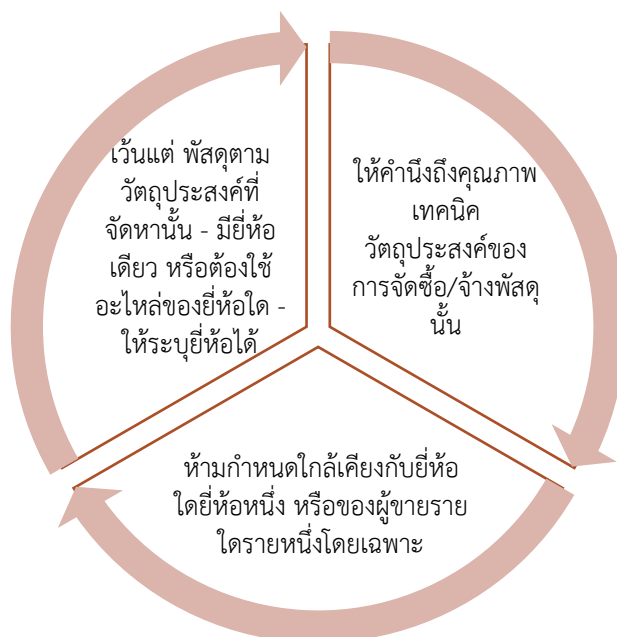 ให้คำนึงถึงคุณภาพ
เทคนิค
วัตถุประสงค์ของ
การจัดซื้อ/จ้างพัสดุ
นั้น
ห้ามกำหนดใกล้เคียงกับยี่ห้อ
ใดยี่ห้อหนึ่ง หรือของผู้ขายราย
ใดรายหนึ่งโดยเฉพาะ
เว้นแต่ พัสดุตาม
วัตถุประสงค์ที่
จัดหานั้น - มียี่ห้อ
เดียว หรือต้องใช้
อะไหล่ของยี่ห้อใด -
ให้ระบุยี่ห้อได้